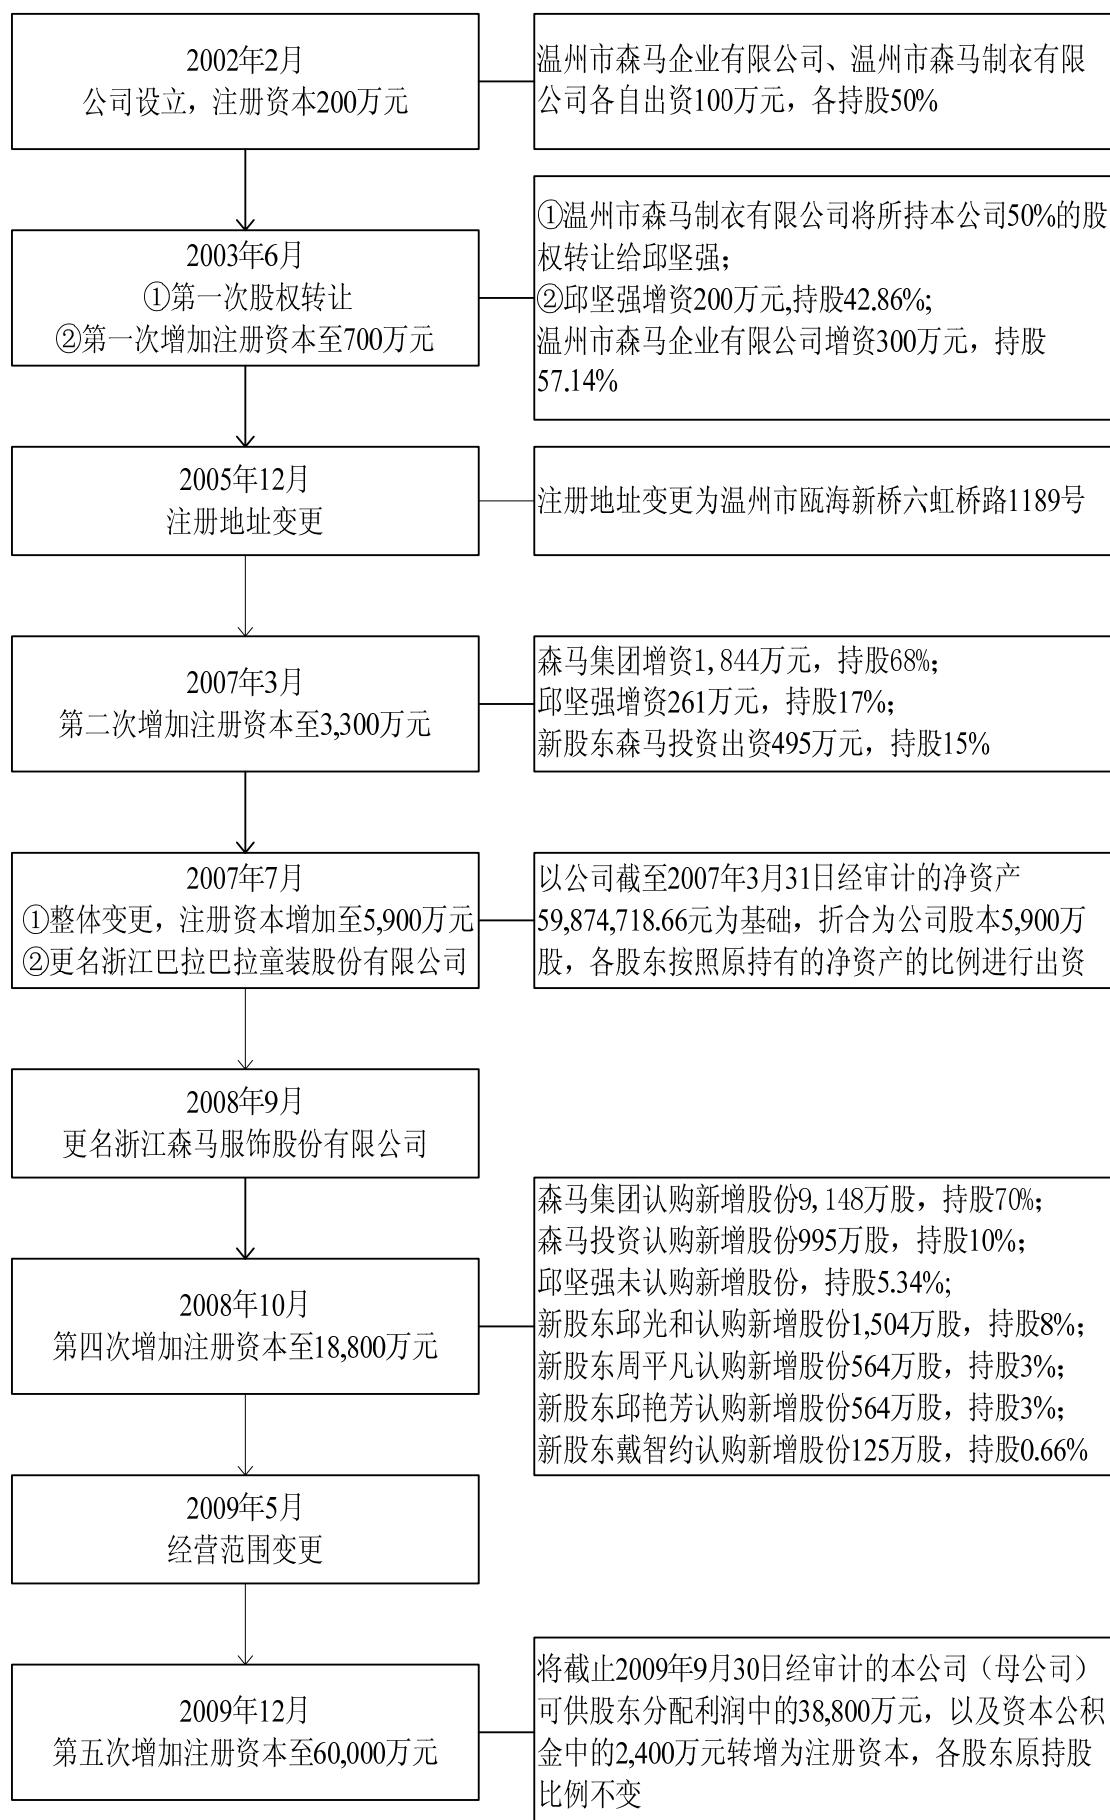 2002年2月
公司设立，注册资本200万元
温州市森马企业有限公司、温州市森马制衣有限
公司各自出资100万元，各持股50%
2003年6月
①第一次股权转让
②第一次增加注册资本至700万元
①温州市森马制衣有限公司将所持本公司50%的股
权转让给邱坚强；
②邱坚强增资200万元,持股42.86%;
温州市森马企业有限公司增资300万元，持股
57.14%
2005年12月
注册地址变更
注册地址变更为温州市瓯海新桥六虹桥路1189号
2007年3月
第二次增加注册资本至3,300万元
森马集团增资1,844万元，持股68%；
邱坚强增资261万元，持股17%；
新股东森马投资出资495万元，持股15%
2007年7月
①整体变更，注册资本增加至5,900万元
②更名浙江巴拉巴拉童装股份有限公司
以公司截至2007年3月31日经审计的净资产
59,874,718.66元为基础，折合为公司股本5,900万
股，各股东按照原持有的净资产的比例进行出资
2008年9月
更名浙江森马服饰股份有限公司
2008年10月
第四次增加注册资本至18,800万元
森马集团认购新增股份9,148万股，持股70%；
森马投资认购新增股份995万股，持股10%；
邱坚强未认购新增股份，持股5.34%;
新股东邱光和认购新增股份1,504万股，持股8%；
新股东周平凡认购新增股份564万股，持股3%；
新股东邱艳芳认购新增股份564万股，持股3%；
新股东戴智约认购新增股份125万股，持股0.66%
2009年5月
经营范围变更
2009年12月
第五次增加注册资本至60,000万元
将截止2009年9月30日经审计的本公司（母公司）
可供股东分配利润中的38,800万元，以及资本公积
金中的2,400万元转增为注册资本，各股东原持股
比例不变